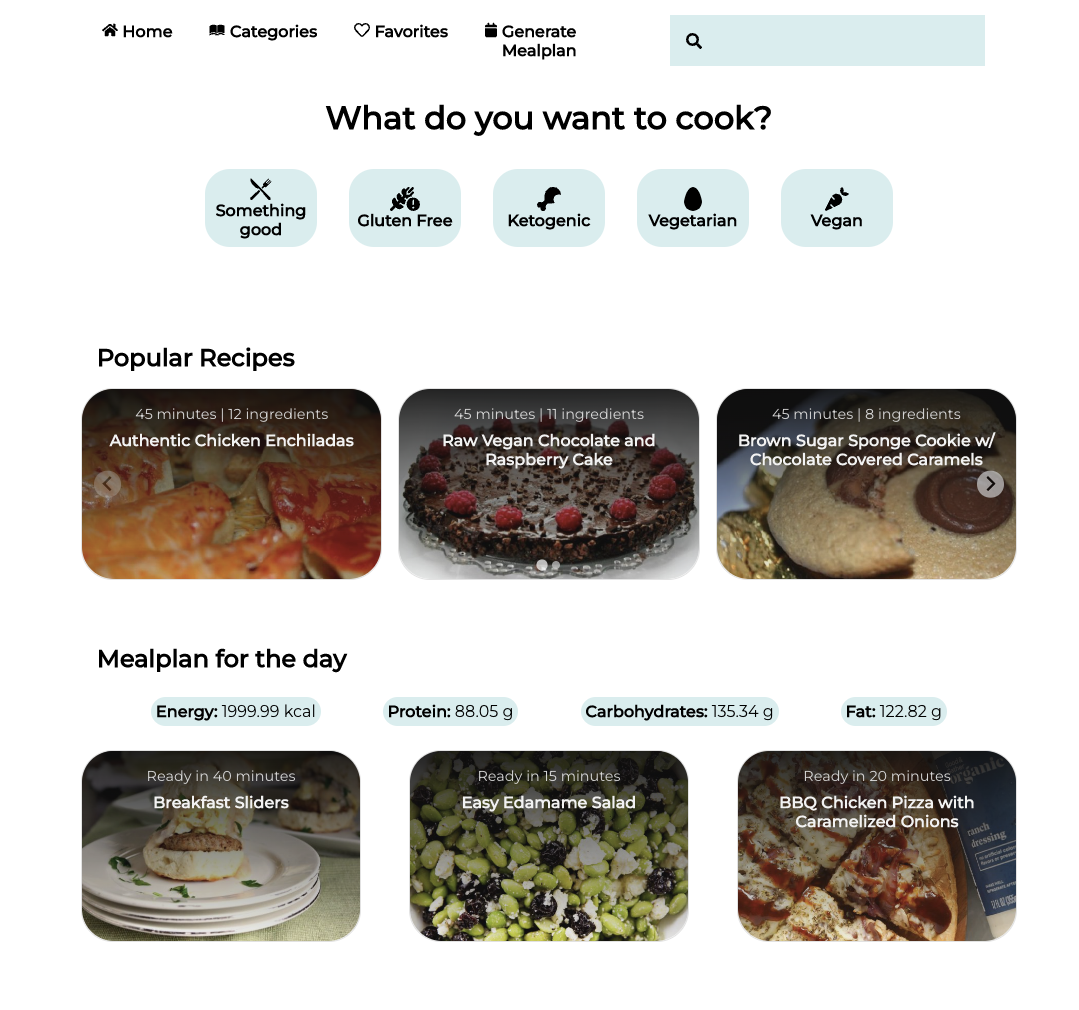 Home
Categories
Favorites
Generate
Mealplan
What do you want to cook?
Something
good
Gluten Free
Ketogenic
Vegetarian
Vegan
Popular Recipes
45 minutes | 12 ingredients
Authentic Chicken Enchiladas
45 minutes | 11 ingredients
Raw Vegan Chocolate and
Raspberry Cake
45 minutes | 8 ingredients
Brown Sugar Sponge Cookie w/
Chocolate Covered Caramels
Mealplan for the day
Energy: 1999.99 kcal
Protein: 88.05 g
Carbohydrates: 135.34 g
Fat: 122.82 g
Ready in 40 minutes
Breakfast Sliders
Ready in 15 minutes
Easy Edamame Salad
Ready in 20 minutes
BBQ Chicken Pizza with
Caramelized Onions
organic
ranch
dressing